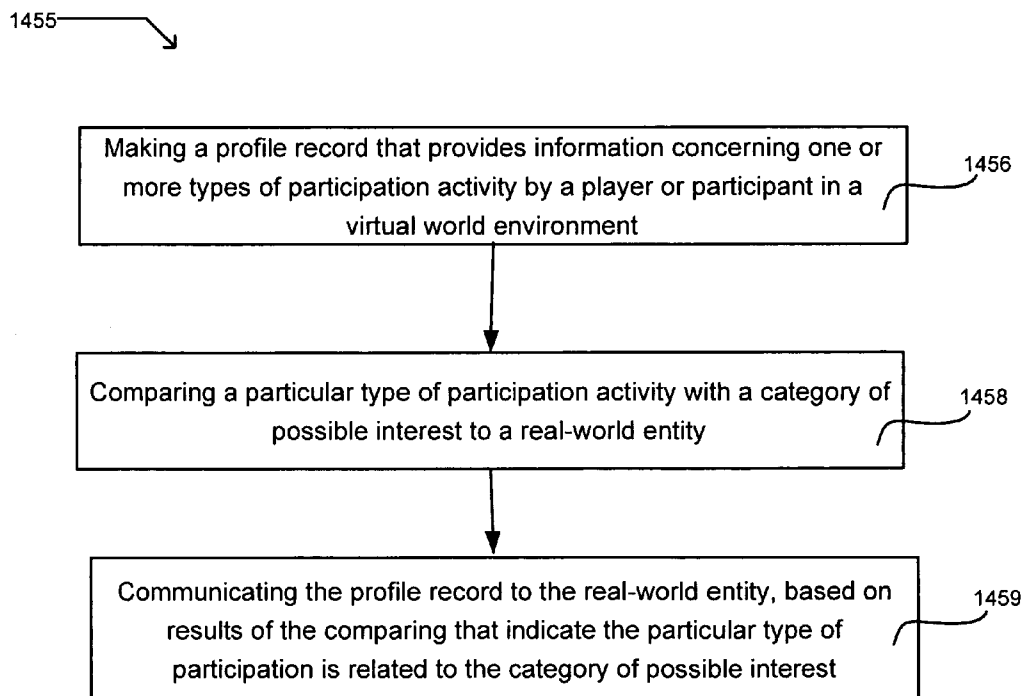 1455
Making a profile record that provides information concerning one or
more types of participation activity by a player or participant in a
virtual world environment
1456
Comparing a particular type of participation activity with a category of
possible interest to a real-world entity
1458
Communicating the profile record to the real-world entity, based on
results of the comparing that indicate the particular type of
participation is related to the category of possible interest
1459